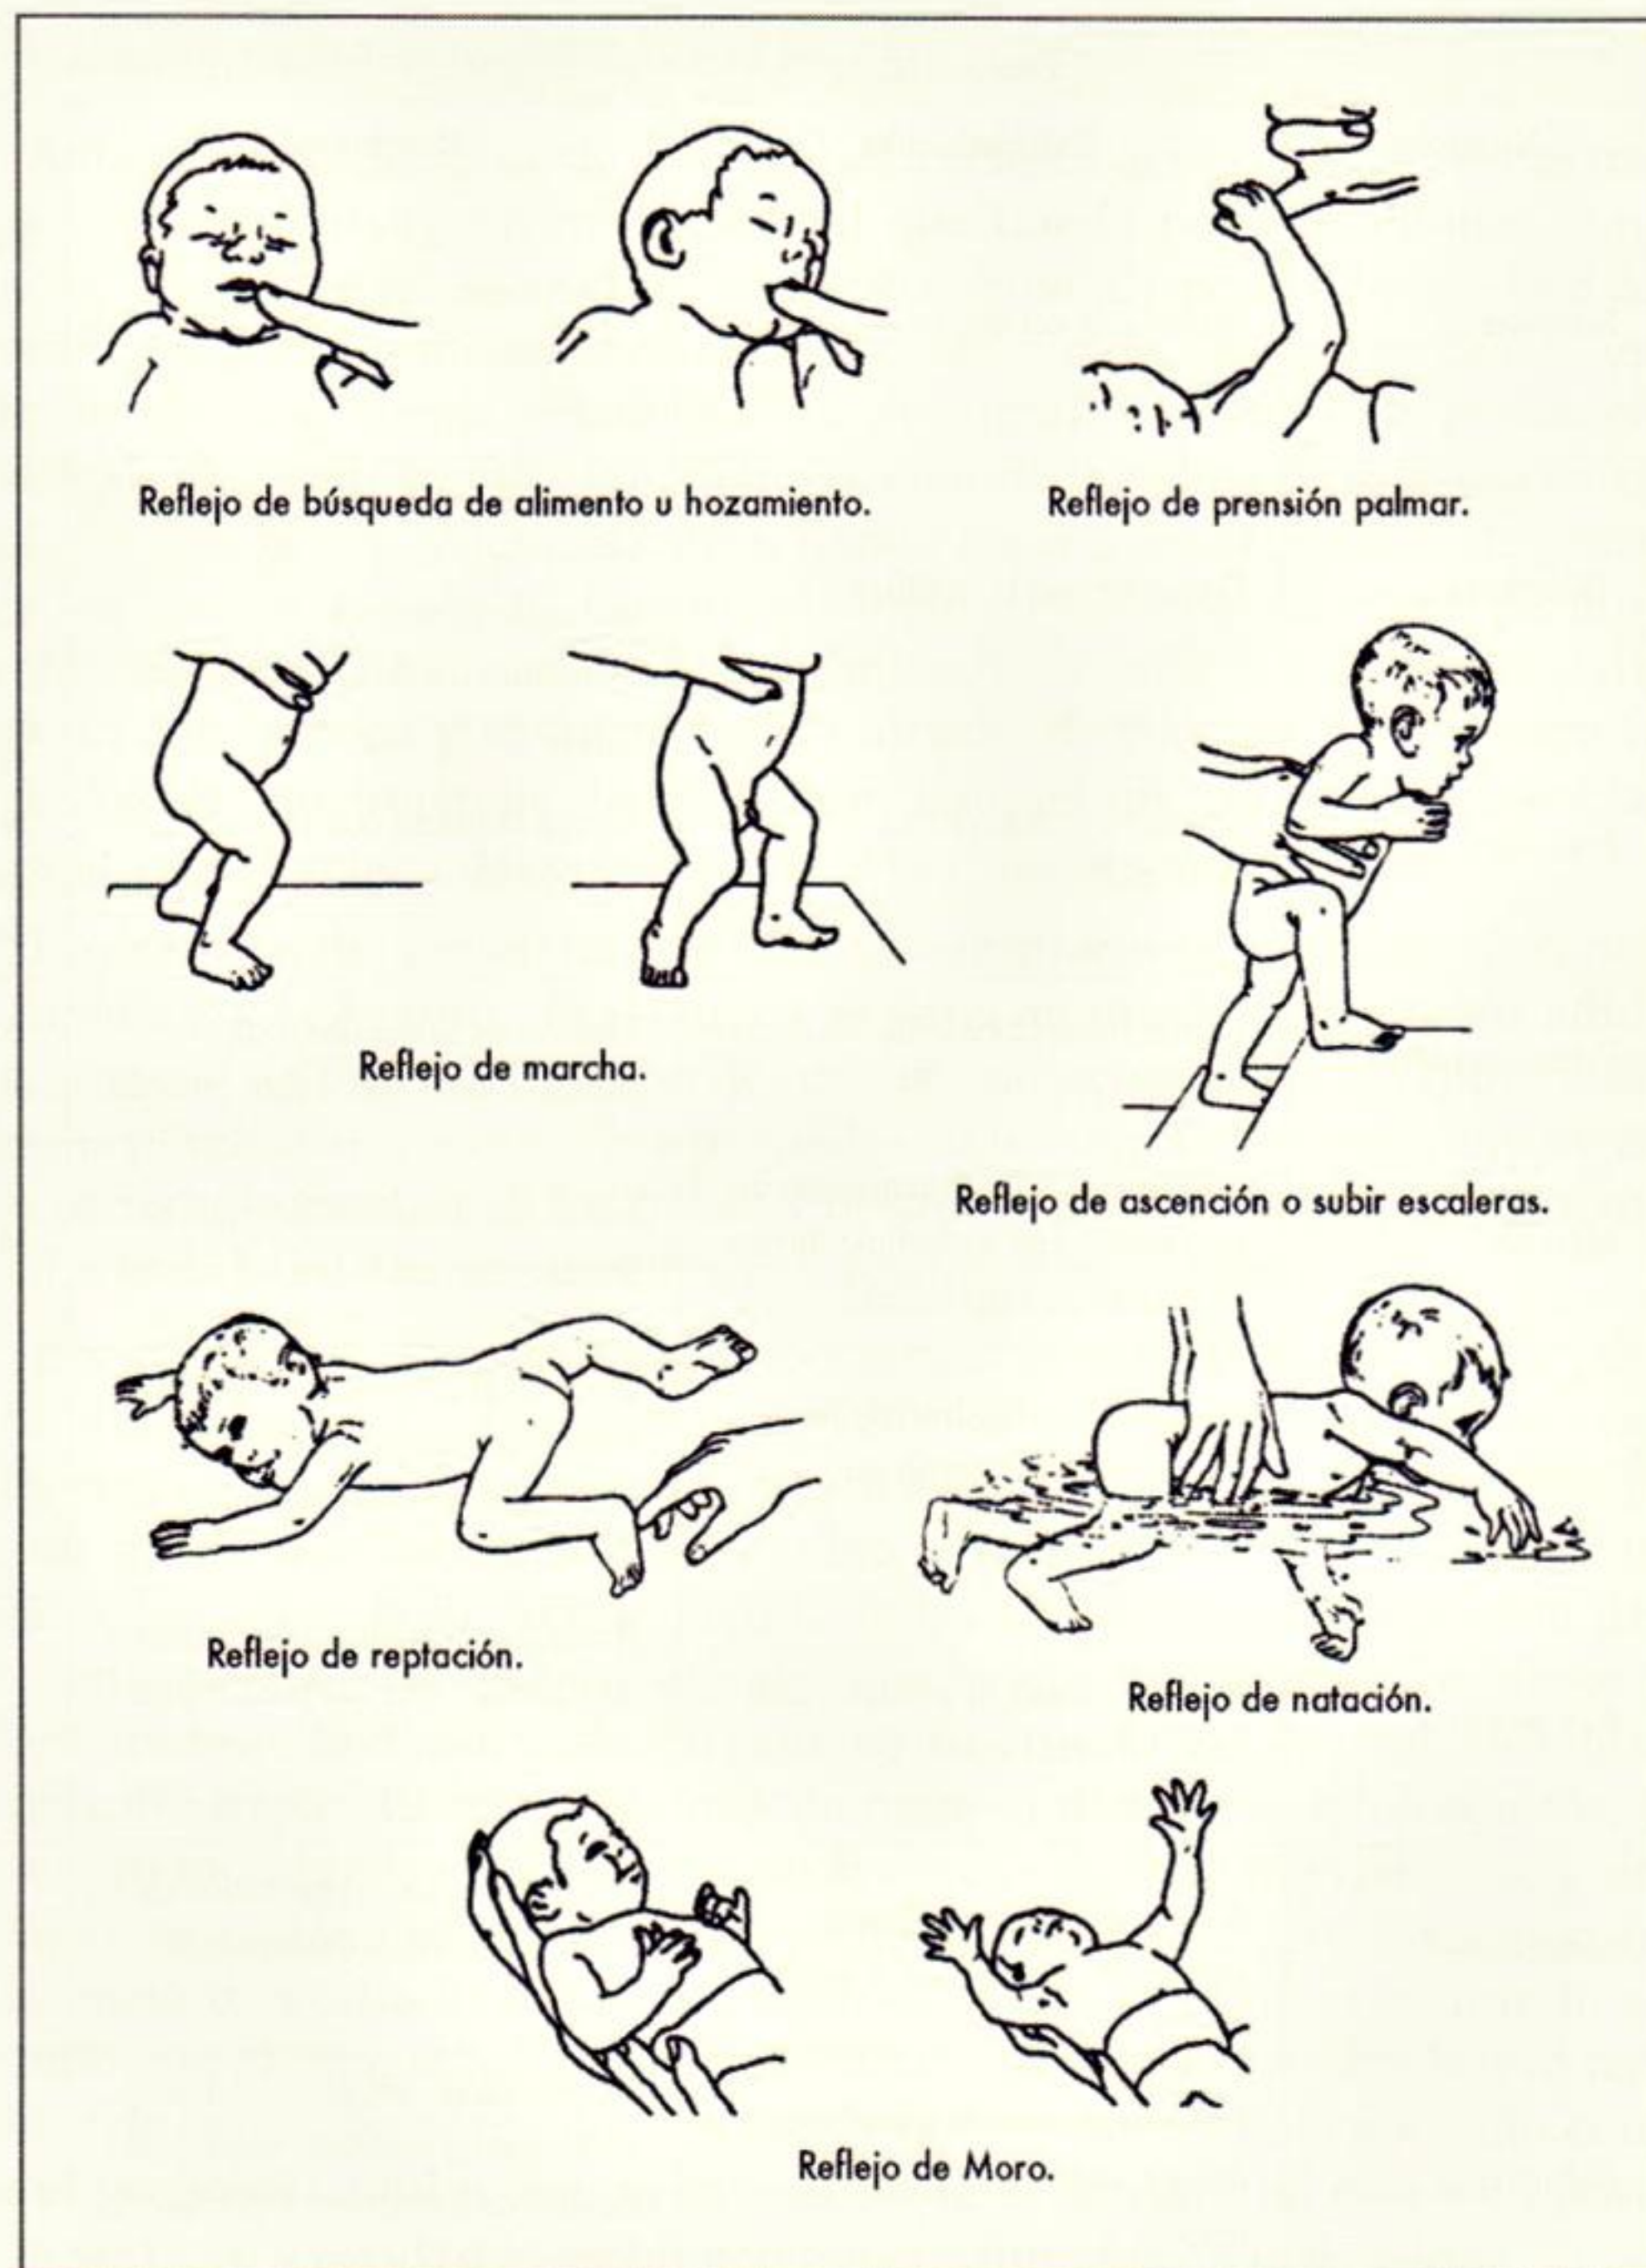 Reflejo de búsqueda de alimento u hozamiento.
Reflejo de prensión palmar.
Reflejo de marcha.
Reflejo de ascención o subir escaleras.
Reflejo de reptación.
Reflejo de natación.
Reflejo de Moro.